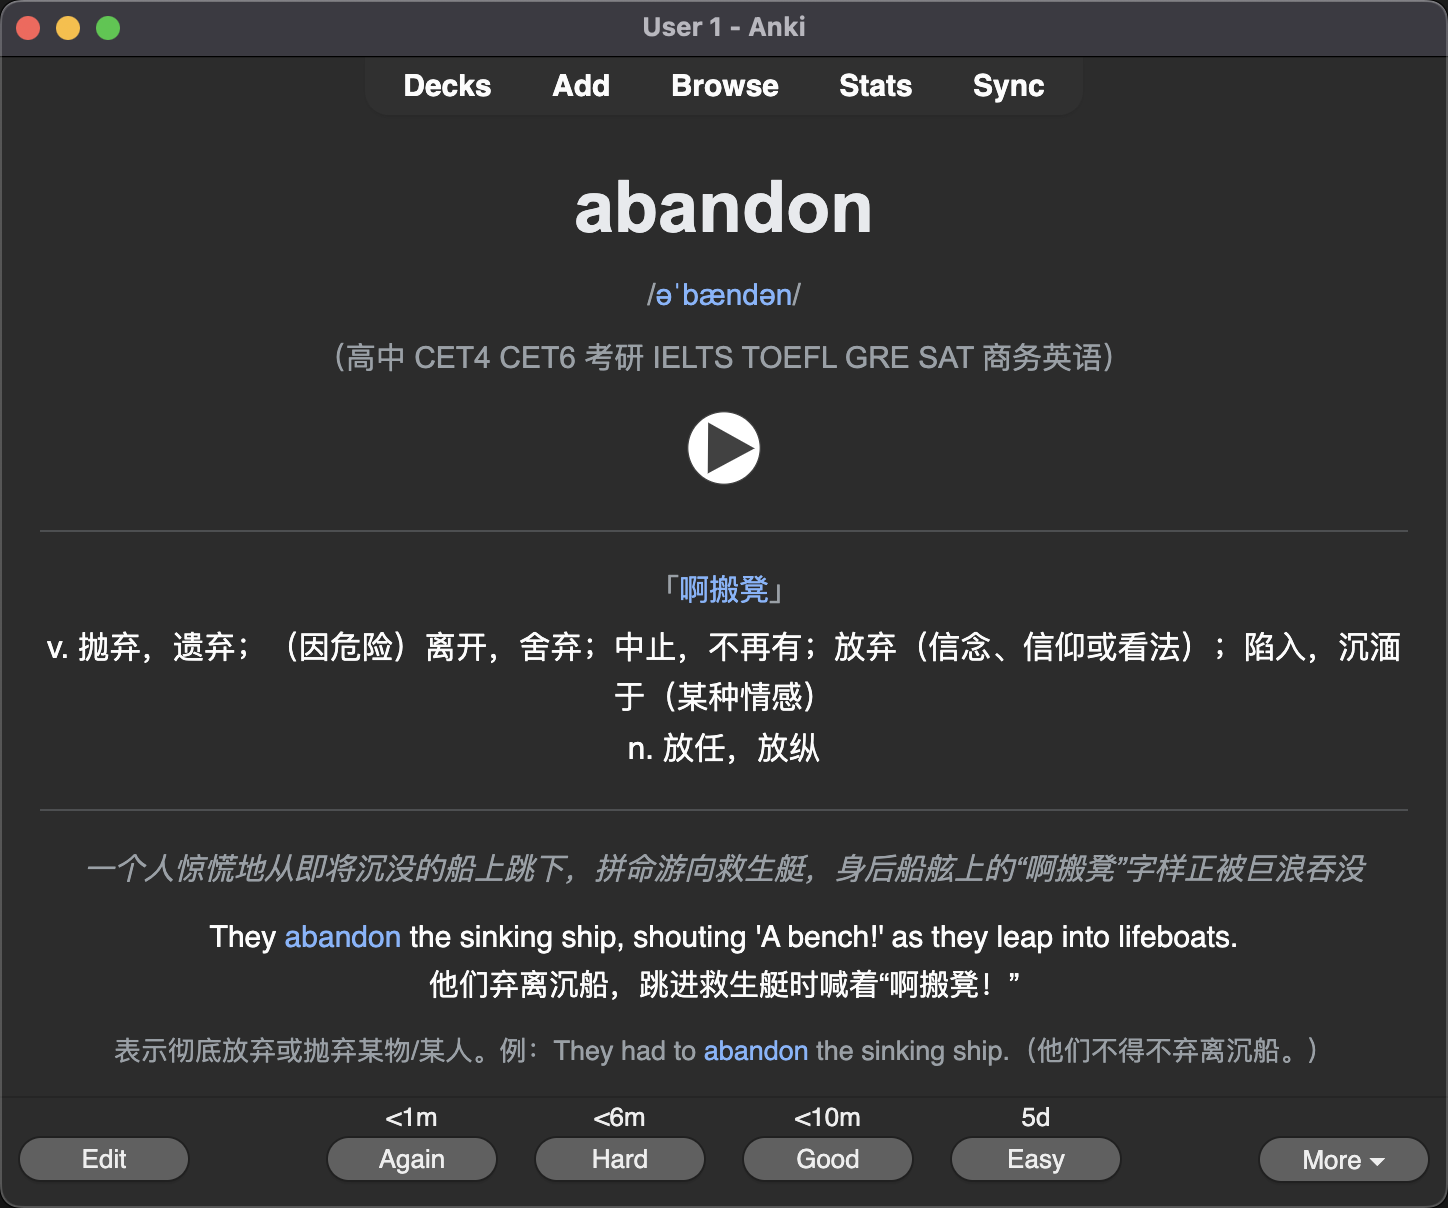 User 1 - Anki
Decks Add Browse Stats Sync
abandon
/əˈbændən/
（高中 CET4 CET6 考研 IELTS TOEFL GRE SAT 商务英语）
「啊搬凳」
v. 抛弃，遗弃；（因危险）离开，舍弃；中止，不再有；放弃（信念、信仰或看法）；陷入，沉湎
于（某种情感）
n. 放任，放纵
一个人惊慌地从即将沉没的船上跳下，拼命游向救生艇，身后船舷上的“啊搬凳”字样正被巨浪吞没
They abandon the sinking ship, shouting 'A bench!' as they leap into lifeboats.
他们弃离沉船，跳进救生艇时喊着“啊搬凳！”
表示彻底放弃或抛弃某物/某人。例：They had to abandon the sinking ship.（他们不得不弃离沉船。）
<1m <6m <10m 5d
Edit Again Hard Good Easy More